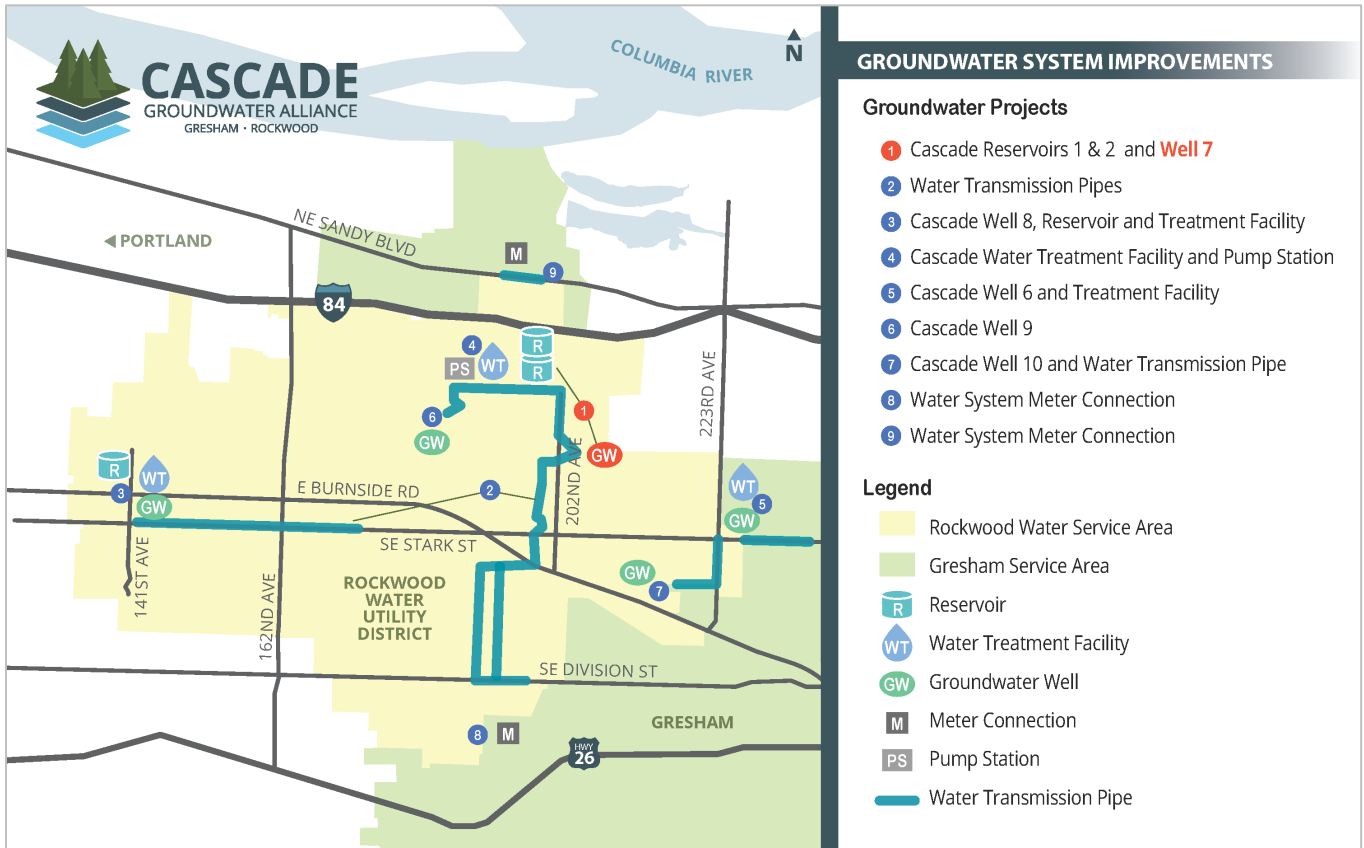 CASCADE
GROUNDWATER ALLIANCE
GRESHAM • ROCKWOOD
COLUMBIA RIVER
N
◄ PORTLAND
NE SANDY BLVD
M
9
84
4
PS
WT
R
R
1
6
GW
GW
223RD AVE
202ND AVE
R
WT
3
GW
E BURNSIDE RD
2
WT
5
GW
SE STARK ST
141ST AVE
162ND AVE
ROCKWOOD
WATER
UTILITY
DISTRICT
GW
7
SE DIVISION ST
8
M
GRESHAM
HWY
26
GROUNDWATER SYSTEM IMPROVEMENTS
Groundwater Projects
1 Cascade Reservoirs 1 & 2 and Well 7
2 Water Transmission Pipes
3 Cascade Well 8, Reservoir and Treatment Facility
4 Cascade Water Treatment Facility and Pump Station
5 Cascade Well 6 and Treatment Facility
6 Cascade Well 9
7 Cascade Well 10 and Water Transmission Pipe
8 Water System Meter Connection
9 Water System Meter Connection
Legend
Rockwood Water Service Area
Gresham Service Area
R Reservoir
WT Water Treatment Facility
GW Groundwater Well
M Meter Connection
PS Pump Station
Water Transmission Pipe